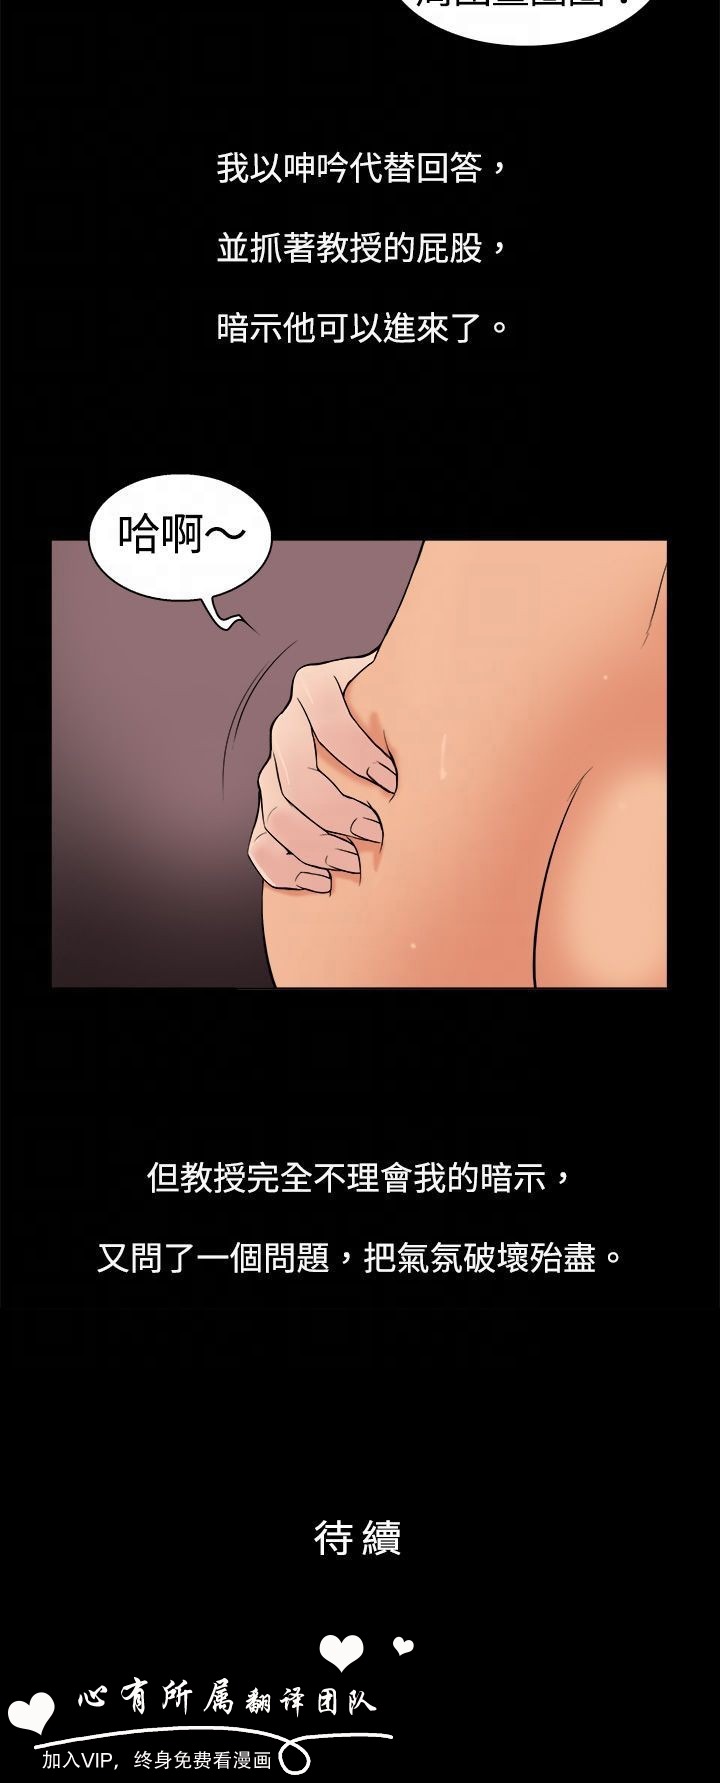 我以呻吟代替回答，
並抓著教授的屁股，
暗示他可以進來了。
哈啊～
但教授完全不理會我的暗示，
又問了一個問題，把氣氛破壞殆盡。
待續
心有所属翻译团队
加入VIP，终身免费看漫画